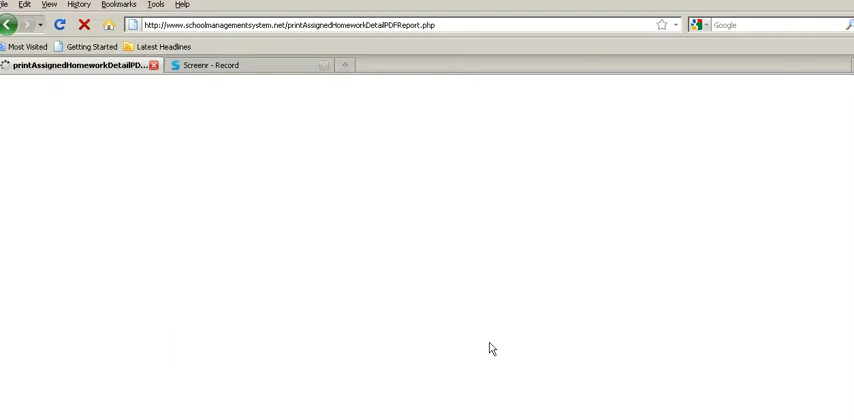 File Edit View History Bookmarks Tools Help
http://www.schoolmanagementsystem.net/printAssignedHomeworkDetailPDFReport.php Google
Most Visited Getting Started Latest Headlines
printAssignedHomeworkDetailPD... Screenr - Record